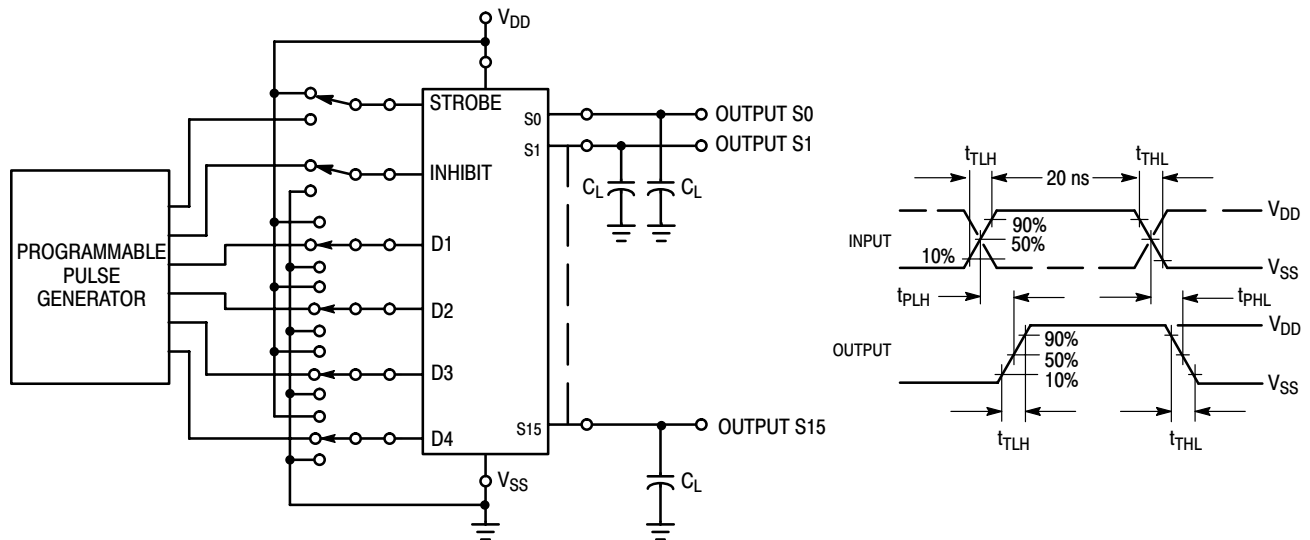 VDD
STROBE
S0
OUTPUT S0
S1
OUTPUT S1
INHIBIT
CL
CL
PROGRAMMABLE
PULSE
GENERATOR
D1
D2
D3
D4
S15
OUTPUT S15
VSS
CL
tTLH
tTHL
20 ns
VDD
INPUT
90%
50%
10%
VSS
tPLH
tPHL
VDD
OUTPUT
90%
50%
10%
VSS
tTLH
tTHL